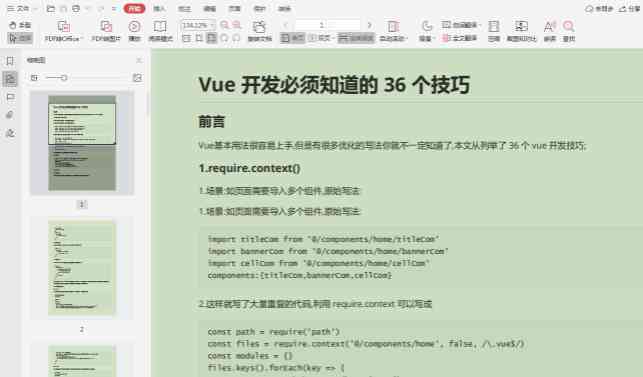 文件
开始
插入
批注
编辑
页面
保护
转换
未同步
分享
手型
选择
PDF转Office
PDF转图片
播放
阅读模式
134.22%
旋转文档
1
单页
双页
连续阅读
自动滚动
背景
划词翻译
全文翻译
压缩
截图和对比
朗读
查找
缩略图
1
2
Vue 开发必须知道的 36 个技巧
前言
Vue基本用法很容易上手,但是有很多优化的写法你就不一定知道了,本文从列举了 36 个 vue 开发技巧;
1.require.context()
1.场景:如页面需要导入多个组件,原始写法:
1.场景:如页面需要导入多个组件,原始写法:
import titleCom from '@/components/home/titleCom'
import bannerCom from '@/components/home/bannerCom'
import cellCom from '@/components/home/cellCom'
components:{titleCom,bannerCom,cellCom}
2.这样就写了大量重复的代码,利用 require.context 可以写成
const path = require('path')
const files = require.context('@/components/home', false, /\.vue$/)
const modules = {}
files.keys().forEach(key => {